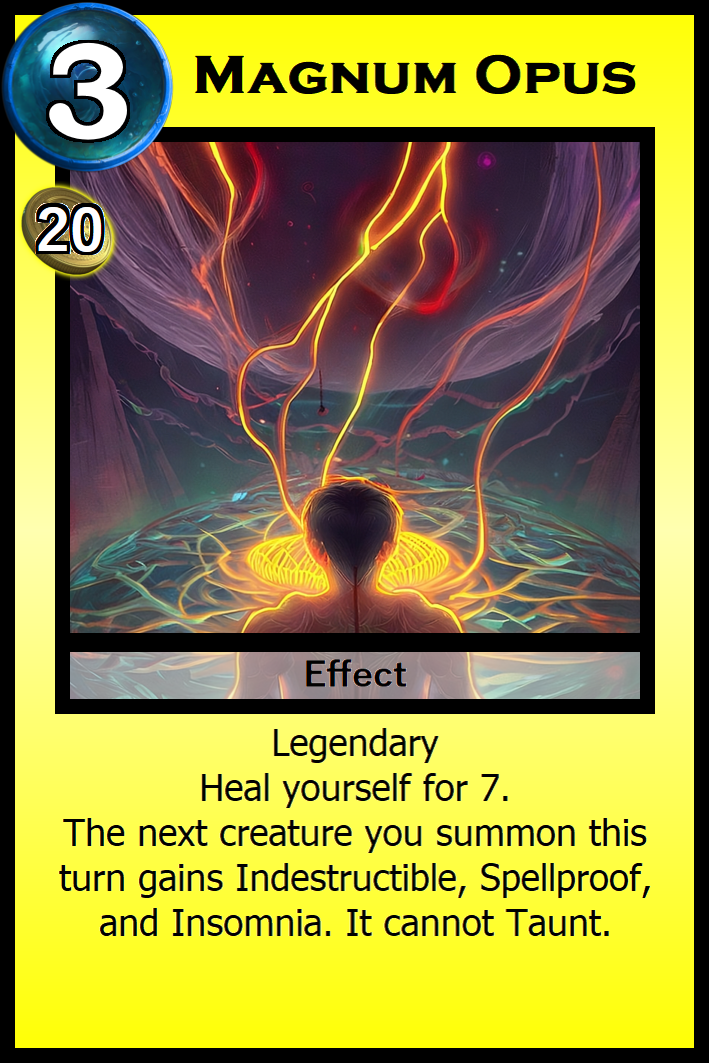 3
Magnum Opus
20
Effect
Legendary
Heal yourself for 7.
The next creature you summon this
turn gains Indestructible, Spellproof,
and Insomnia. It cannot Taunt.